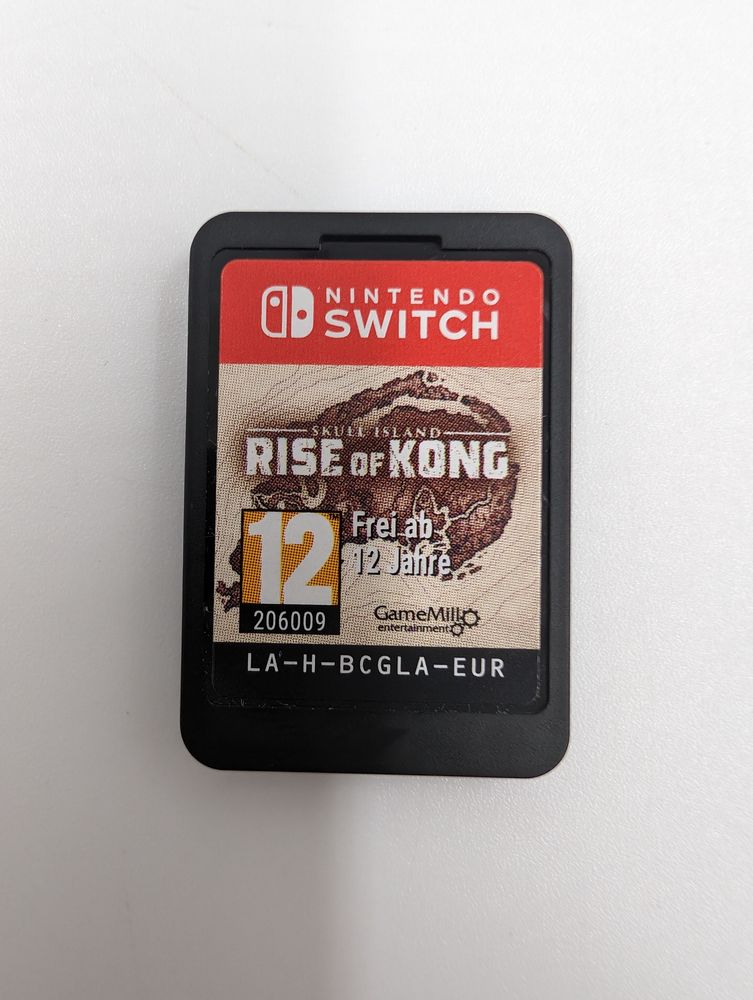 NINTENDO
SWITCH
SKULL ISLAND
RISE OF KONG
12
Frei ab
12 Jahre
206009
GameMill
entertainment
LA-H-BCGLA-EUR